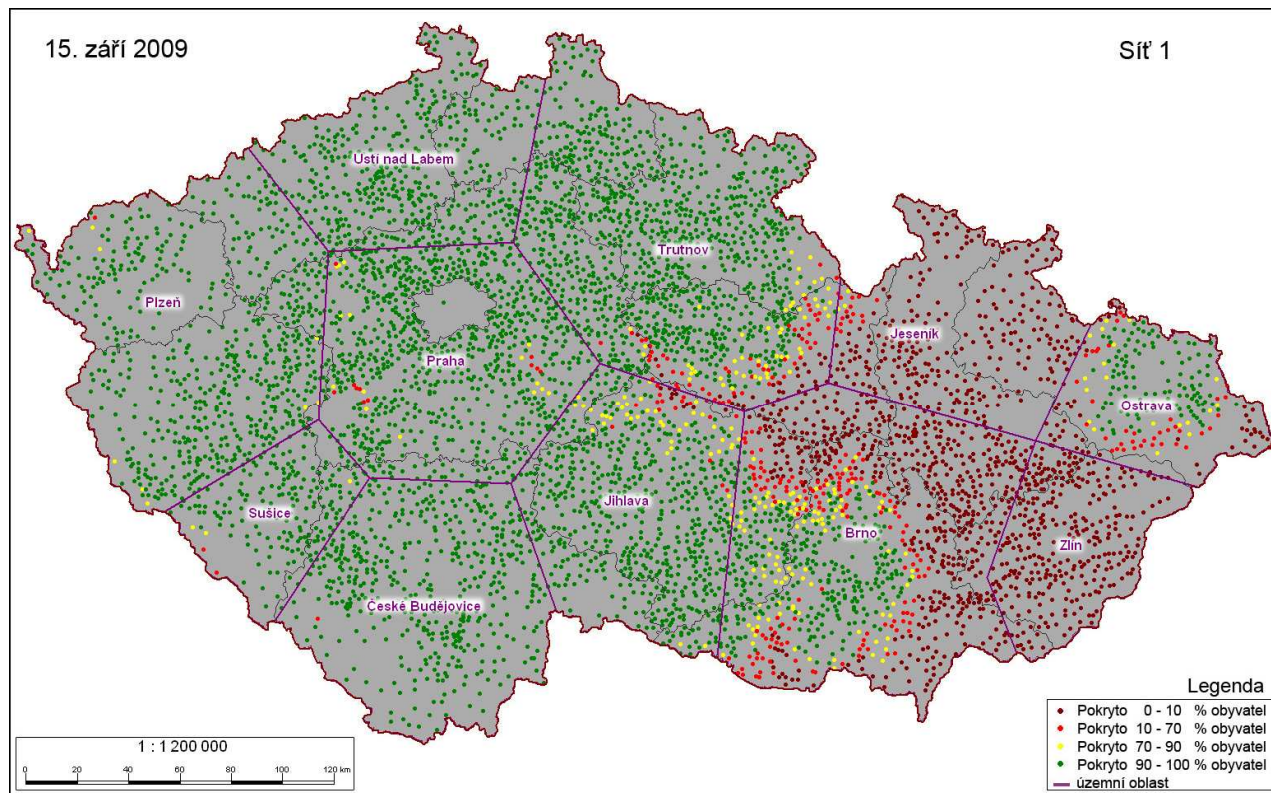 15. září 2009
Síť 1
Ústí nad Labem
Trutnov
Plzeň
Praha
Jeseník
Ostrava
Sušice
Jihlava
Brno
Zlín
České Budějovice
Legenda
Pokryto 0 - 10 % obyvatel
Pokryto 10 - 70 % obyvatel
Pokryto 70 - 90 % obyvatel
Pokryto 90 - 100 % obyvatel
územní oblast
1 : 1 200 000
0 20 40 60 80 100 120 km